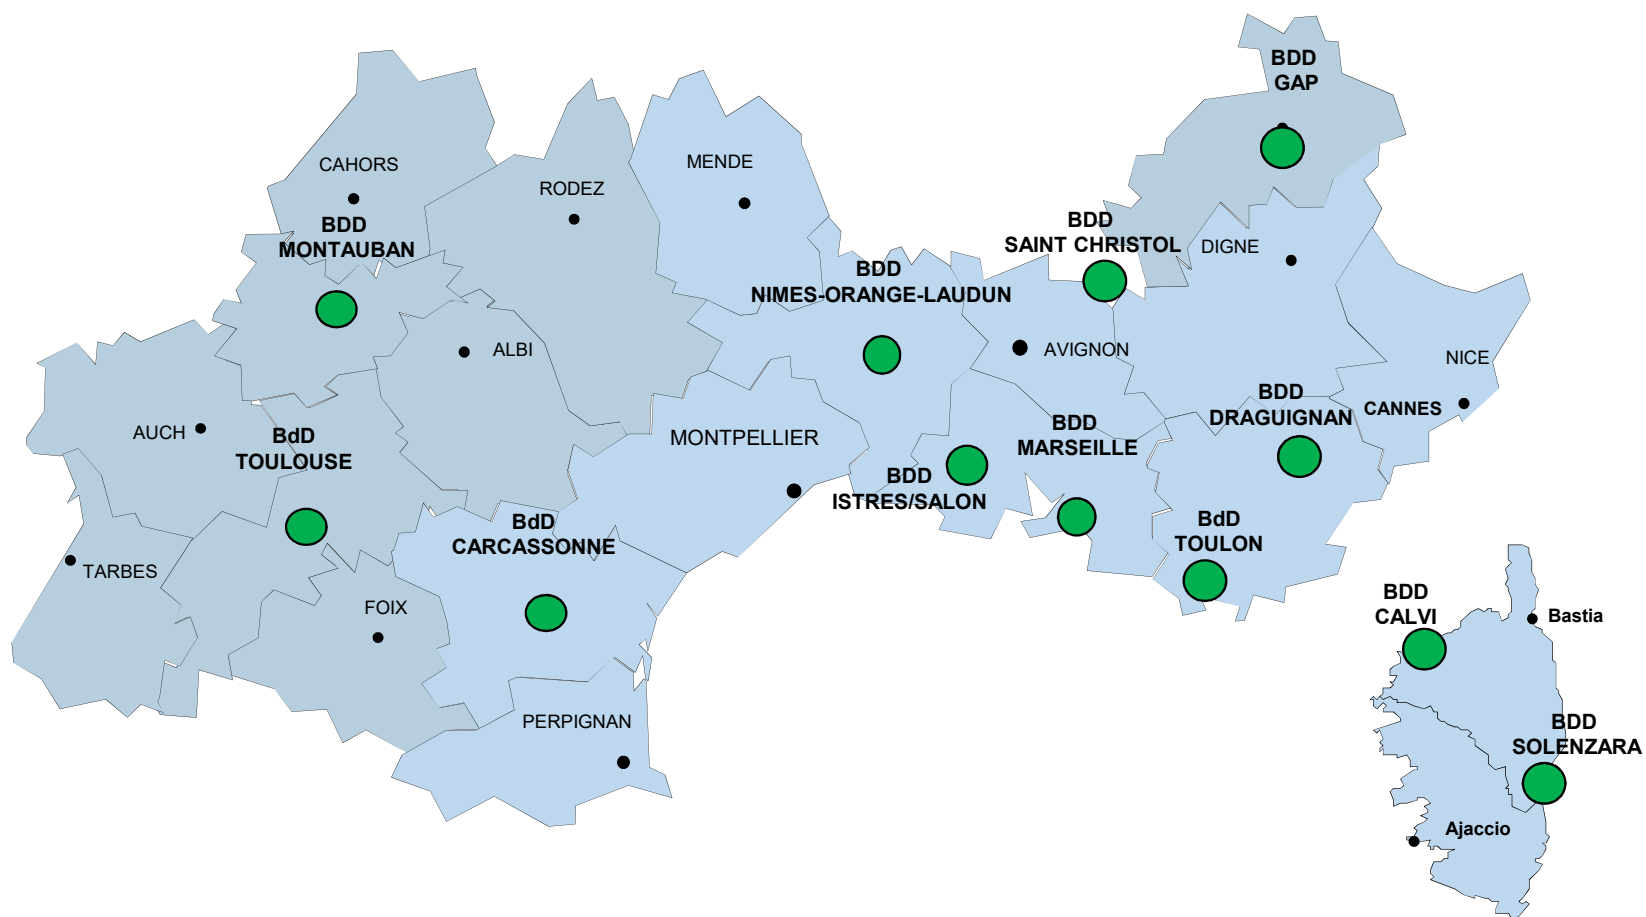 BDD
GAP
CAHORS
MENDE
RODEZ
BDD
MONTAUBAN
BDD
SAINT CHRISTOL
DIGNE
BDD
NIMES-ORANGE-LAUDUN
ALBI
AVIGNON
NICE
CANNES
BDD
DRAGUIGNAN
AUCH
BdD
TOULOUSE
MONTPELLIER
BDD
MARSEILLE
BDD
ISTRES/SALON
BdD
CARCASSONNE
BdD
TOULON
TARBES
FOIX
BDD
CALVI
Bastia
PERPIGNAN
BDD
SOLENZARA
Ajaccio